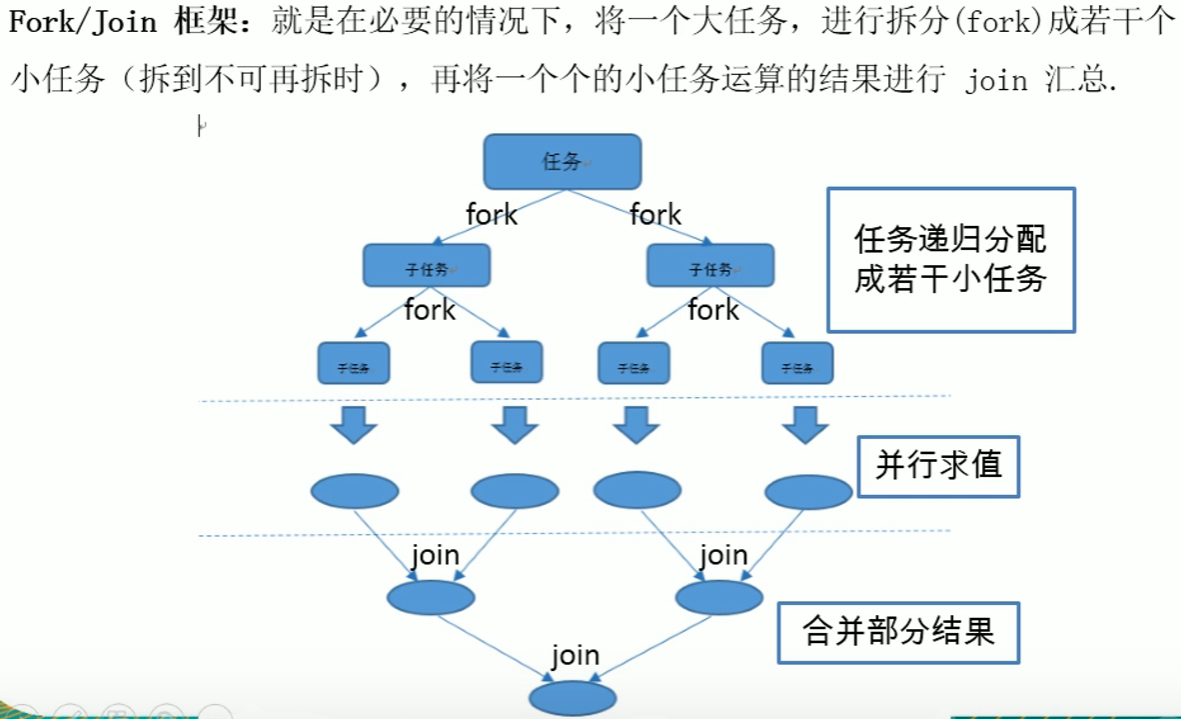 Fork/Join 框架：就是在必要的情况下，将一个大任务，进行拆分(fork)成若干个
小任务（拆到不可再拆时），再将一个个的小任务运算的结果进行 join 汇总.
任务
fork
fork
子任务
子任务
任务递归分配
成若干小任务
fork
fork
子任务
子任务
子任务
子任务
并行求值
join
join
合并部分结果
join